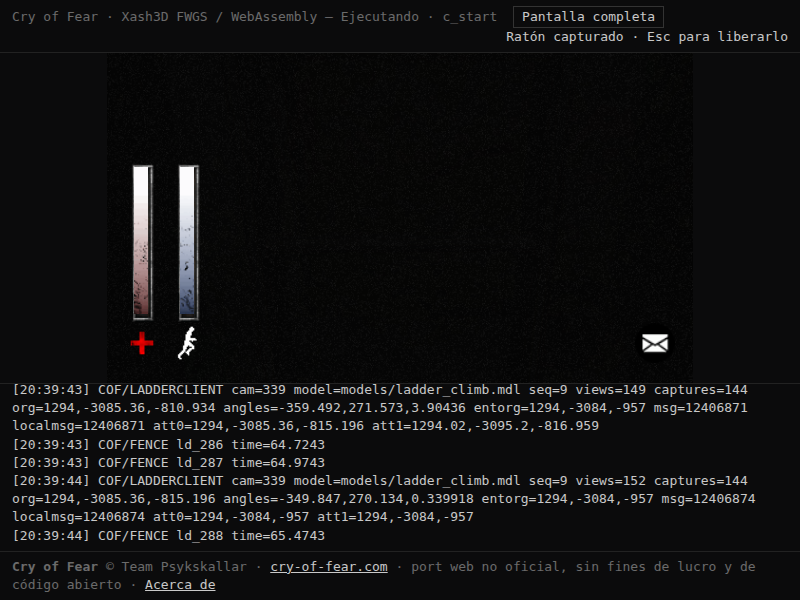 Cry of Fear · Xash3D FWGS / WebAssembly — Ejecutando · c_start Pantalla completa
Ratón capturado · Esc para liberarlo
[20:39:43] COF/LADDERCLIENT cam=339 model=models/ladder_climb.mdl seq=9 views=149 captures=144
org=1294,-3085.36,-810.934 angles=-359.492,271.573,3.90436 entorg=1294,-3084,-957 msg=12406871
localmsg=12406871 att0=1294,-3085.36,-815.196 att1=1294.02,-3095.2,-816.959
[20:39:43] COF/FENCE ld_286 time=64.7243
[20:39:43] COF/FENCE ld_287 time=64.9743
[20:39:44] COF/LADDERCLIENT cam=339 model=models/ladder_climb.mdl seq=9 views=152 captures=144
org=1294,-3085.36,-815.196 angles=-349.847,270.134,0.339918 entorg=1294,-3084,-957 msg=12406874
localmsg=12406874 att0=1294,-3084,-957 att1=1294,-3084,-957
[20:39:44] COF/FENCE ld_288 time=65.4743
Cry of Fear © Team Psykskallar · cry-of-fear.com · port web no oficial, sin fines de lucro y de
código abierto · Acerca de